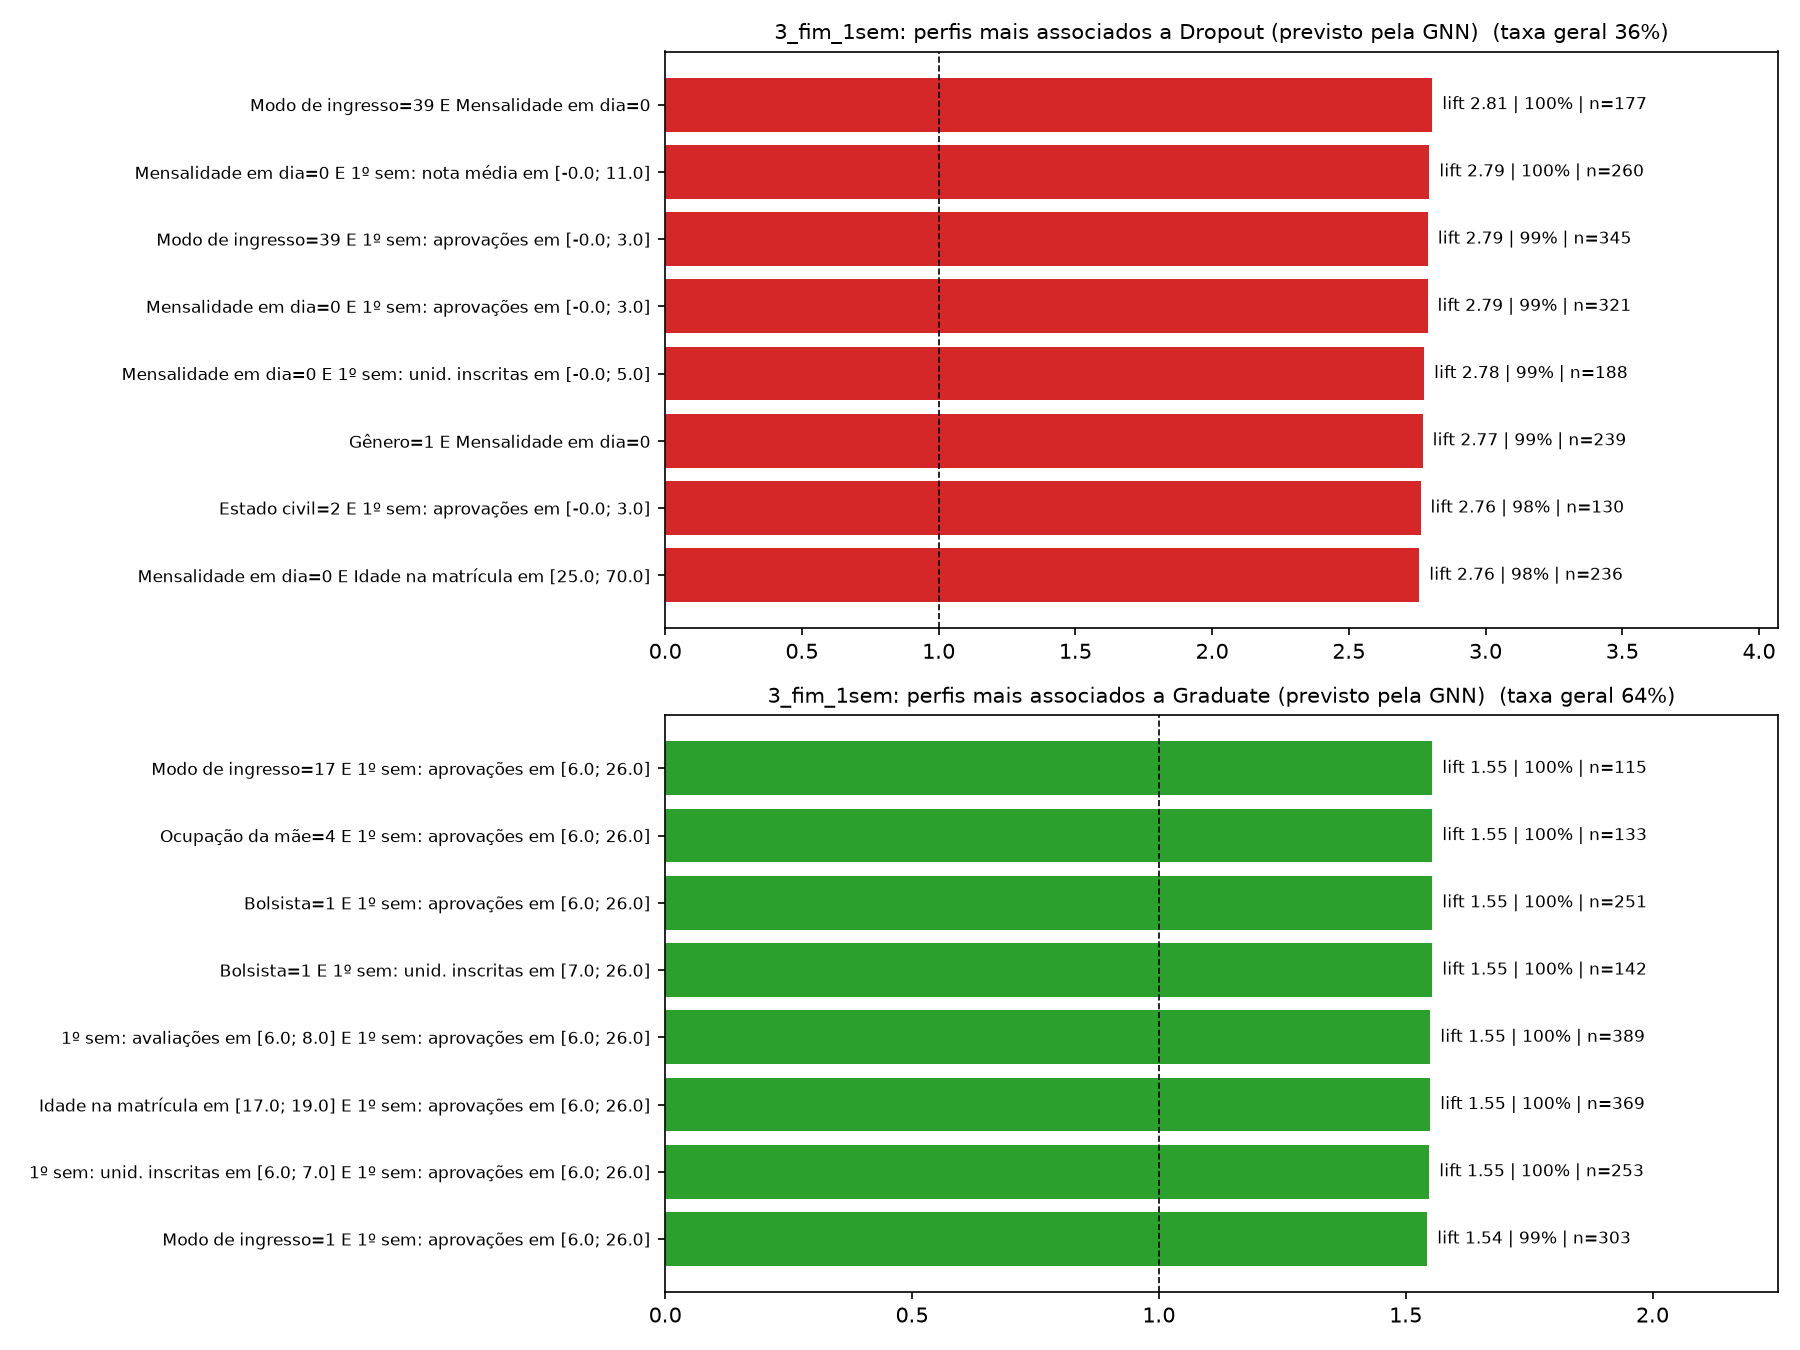 3_fim_1sem: perfis mais associados a Dropout (previsto pela GNN)  (taxa geral 36%)
Modo de ingresso=39 E Mensalidade em dia=0
lift 2.81 | 100% | n=177
Mensalidade em dia=0 E 1º sem: nota média em [-0.0; 11.0]
lift 2.79 | 100% | n=260
Modo de ingresso=39 E 1º sem: aprovações em [-0.0; 3.0]
lift 2.79 | 99% | n=345
Mensalidade em dia=0 E 1º sem: aprovações em [-0.0; 3.0]
lift 2.79 | 99% | n=321
Mensalidade em dia=0 E 1º sem: unid. inscritas em [-0.0; 5.0]
lift 2.78 | 99% | n=188
Gênero=1 E Mensalidade em dia=0
lift 2.77 | 99% | n=239
Estado civil=2 E 1º sem: aprovações em [-0.0; 3.0]
lift 2.76 | 98% | n=130
Mensalidade em dia=0 E Idade na matrícula em [25.0; 70.0]
lift 2.76 | 98% | n=236
0.0 0.5 1.0 1.5 2.0 2.5 3.0 3.5 4.0
3_fim_1sem: perfis mais associados a Graduate (previsto pela GNN)  (taxa geral 64%)
Modo de ingresso=17 E 1º sem: aprovações em [6.0; 26.0]
lift 1.55 | 100% | n=115
Ocupação da mãe=4 E 1º sem: aprovações em [6.0; 26.0]
lift 1.55 | 100% | n=133
Bolsista=1 E 1º sem: aprovações em [6.0; 26.0]
lift 1.55 | 100% | n=251
Bolsista=1 E 1º sem: unid. inscritas em [7.0; 26.0]
lift 1.55 | 100% | n=142
1º sem: avaliações em [6.0; 8.0] E 1º sem: aprovações em [6.0; 26.0]
lift 1.55 | 100% | n=389
Idade na matrícula em [17.0; 19.0] E 1º sem: aprovações em [6.0; 26.0]
lift 1.55 | 100% | n=369
1º sem: unid. inscritas em [6.0; 7.0] E 1º sem: aprovações em [6.0; 26.0]
lift 1.55 | 100% | n=253
Modo de ingresso=1 E 1º sem: aprovações em [6.0; 26.0]
lift 1.54 | 99% | n=303
0.0 0.5 1.0 1.5 2.0